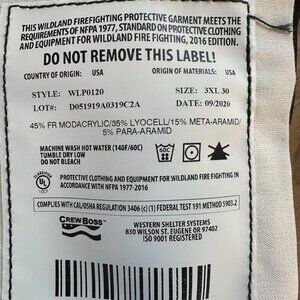 THIS WILDLAND FIREFIGHTING PROTECTIVE GARMENT MEETS THE
REQUIREMENTS OF NFPA 1977, STANDARD ON PROTECTIVE CLOTHING
AND EQUIPMENT FOR WILDLAND FIRE FIGHTING, 2016 EDITION.
DO NOT REMOVE THIS LABEL!
COUNTRY OF ORIGIN: USA ORIGIN OF MATERIALS: USA
STYLE: WLP0120 SIZE: 3XL 30
LOT#: D051919A0319C2A DATE: 09/2020
45% FR MODACRYLIC/35% LYOCELL/15% META-ARAMID/
5% PARA-ARAMID
MACHINE WASH HOT WATER (140F/60C)
TUMBLE DRY LOW
DO NOT BLEACH
PROTECTIVE CLOTHING AND EQUIPMENT FOR WILDLAND FIRE FIGHTING IN
ACCORDANCE WITH NFPA 1977-2016
COMPLIES WITH CAL/OSHA REGULATION 3406 (c) (1) FEDERAL TEST 191 METHOD 5903.2
CREW BOSS
WESTERN SHELTER SYSTEMS
830 WILSON ST. EUGENE OR 97402
ISO 9001 REGISTERED